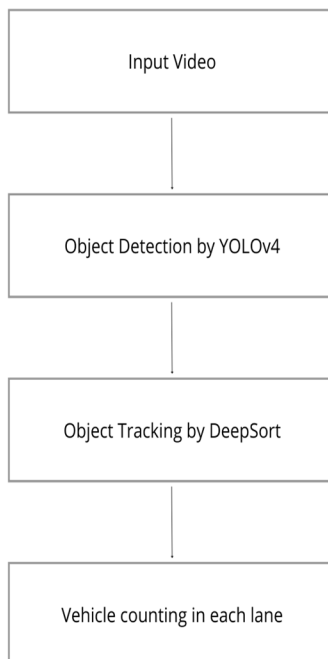 Input Video
Object Detection by YOLOv4
Object Tracking by DeepSort
Vehicle counting in each lane